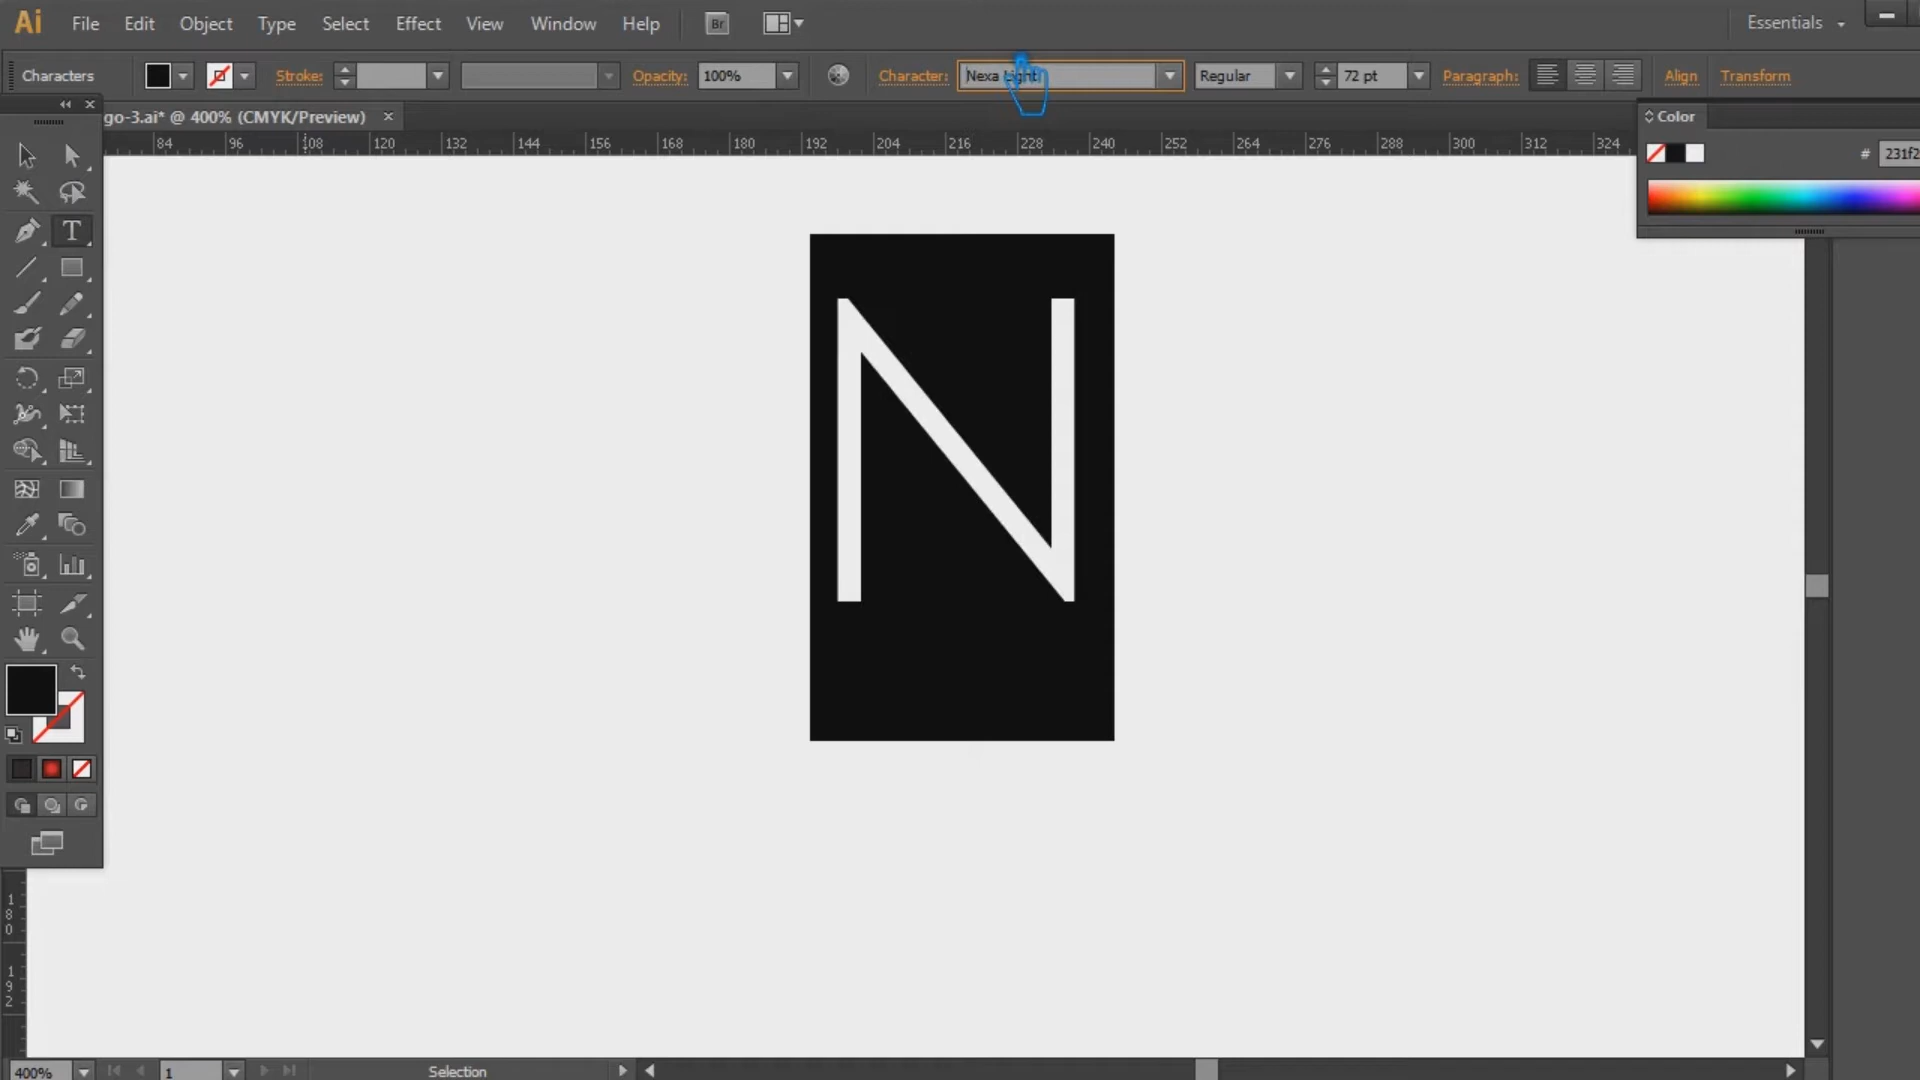 Ai File Edit Object Type Select Effect View Window Help Br Essentials
Characters Stroke: Opacity: 100% Character: Nexa Light Regular 72 pt Paragraph: Align Transform
go-3.ai* @ 400% (CMYK/Preview) ×
Color
84 96 108 120 132 144 156 168 180 192 204 216 228 240 252 264 276 288 300 312 324
# 231f2
T
N
180
192
400% 1 Selection